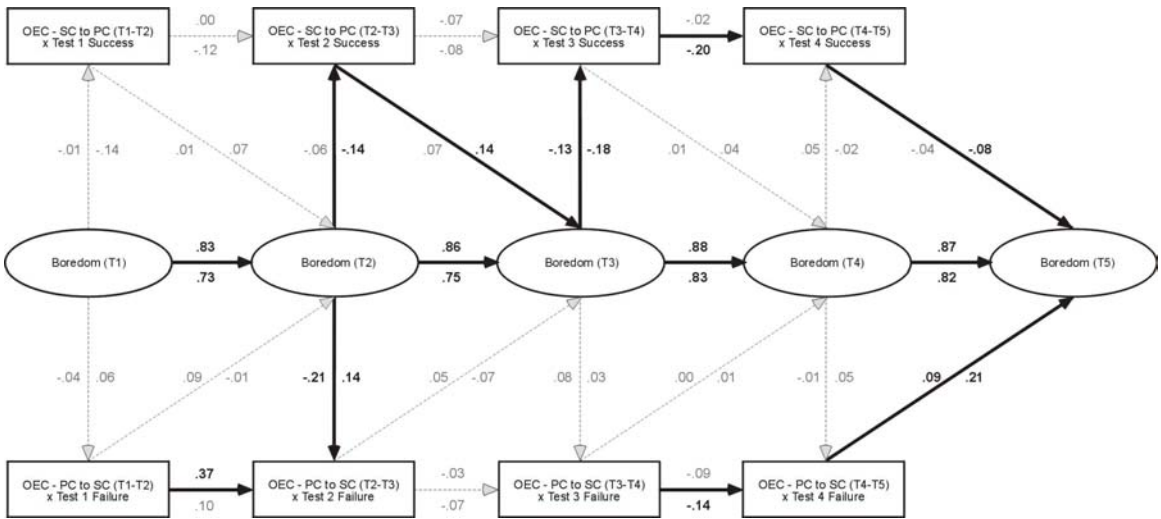 OEC - SC to PC (T1-T2)
x Test 1 Success
.00
-.12
OEC - SC to PC (T2-T3)
x Test 2 Success
-.07
-.08
OEC - SC to PC (T3-T4)
x Test 3 Success
-.02
-.20
OEC - SC to PC (T4-T5)
x Test 4 Success
-.01 -.14 .01 .07 -.06 -.14 .07 .14 -.13 -.18 .01 .04 .05 -.02 -.04 -.08
Boredom (T1)
.83
.73
Boredom (T2)
.86
.75
Boredom (T3)
.88
.83
Boredom (T4)
.87
.82
Boredom (T5)
-.04 .06 .09 -.01 -.21 .14 .05 -.07 .08 .03 .00 .01 -.01 .05 .09 .21
OEC - PC to SC (T1-T2)
x Test 1 Failure
.37
.10
OEC - PC to SC (T2-T3)
x Test 2 Failure
-.03
-.07
OEC - PC to SC (T3-T4)
x Test 3 Failure
-.09
-.14
OEC - PC to SC (T4-T5)
x Test 4 Failure